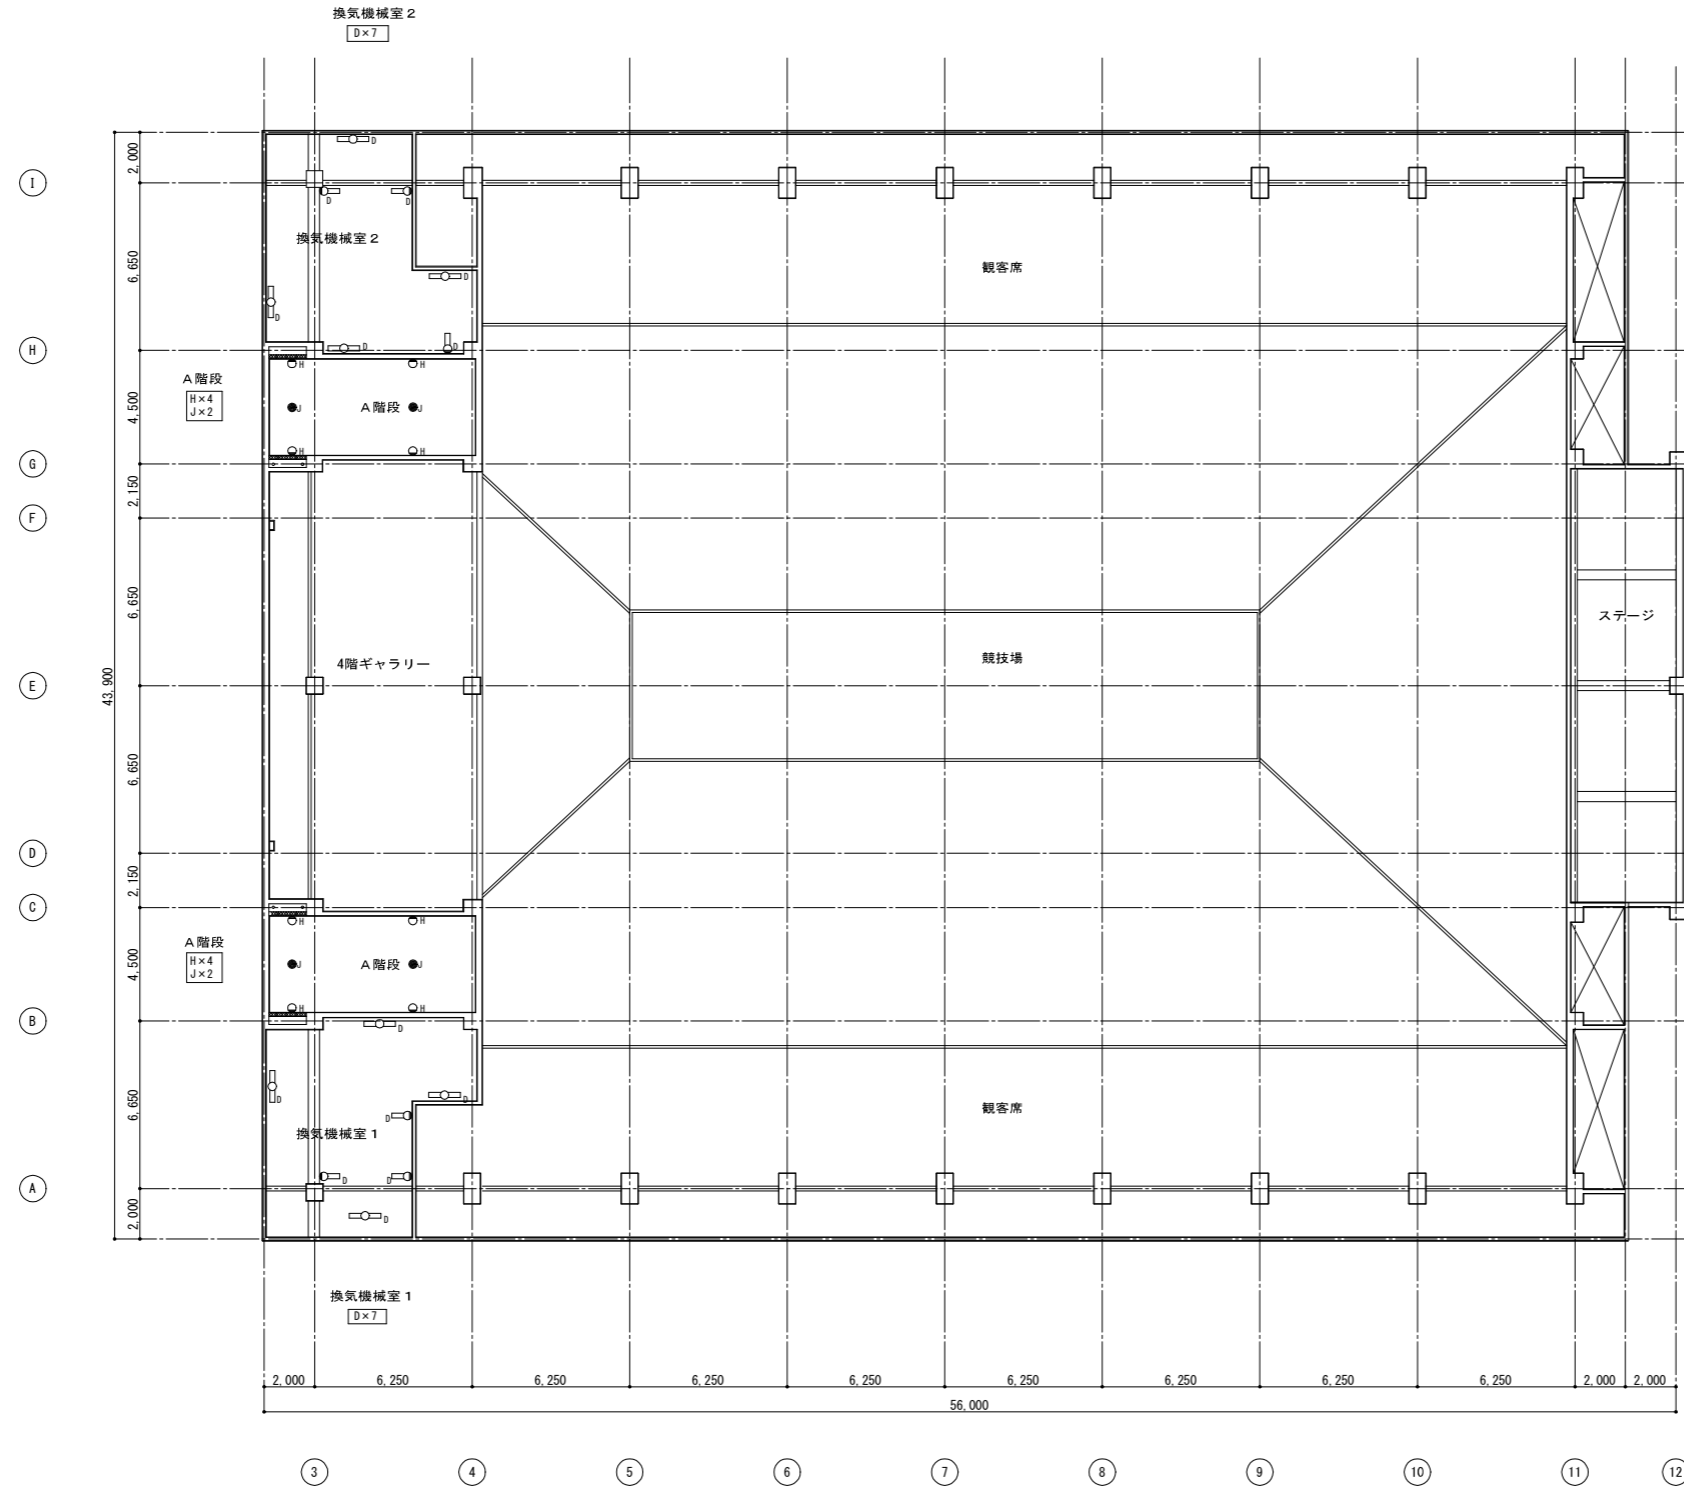 換気機械室2
D×7
I
2,000
D
D
D
換気機械室2
6,650
観客席
D
D
D
D
H
A階段
H×4
J×2
4,500
H
H
J
A階段
J
H
H
G
2,150
F
6,650
ステージ
4階ギャラリー
競技場
E
43,900
6,650
D
2,150
C
A階段
H×4
J×2
4,500
H
H
J
A階段
J
H
H
B
D
D
D
6,650
観客席
D
換気機械室1
D
D
A
2,000
D
換気機械室1
D×7
2,000
6,250
6,250
6,250
6,250
6,250
6,250
6,250
6,250
2,000
2,000
56,000
3
4
5
6
7
8
9
10
11
12